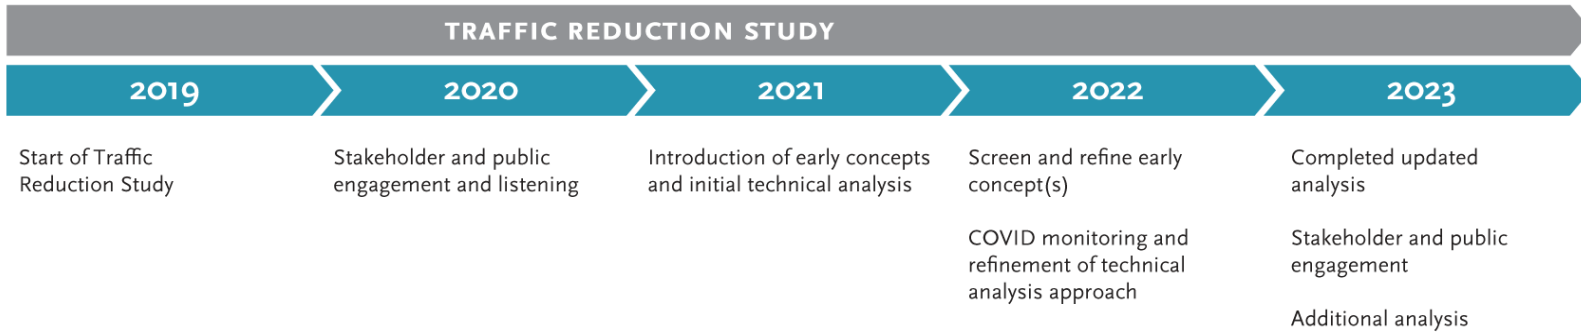 TRAFFIC REDUCTION STUDY
2019
2020
2021
2022
2023
Start of Traffic
Reduction Study
Stakeholder and public
engagement and listening
Introduction of early concepts
and initial technical analysis
Screen and refine early
concept(s)
COVID monitoring and
refinement of technical
analysis approach
Completed updated
analysis
Stakeholder and public
engagement
Additional analysis